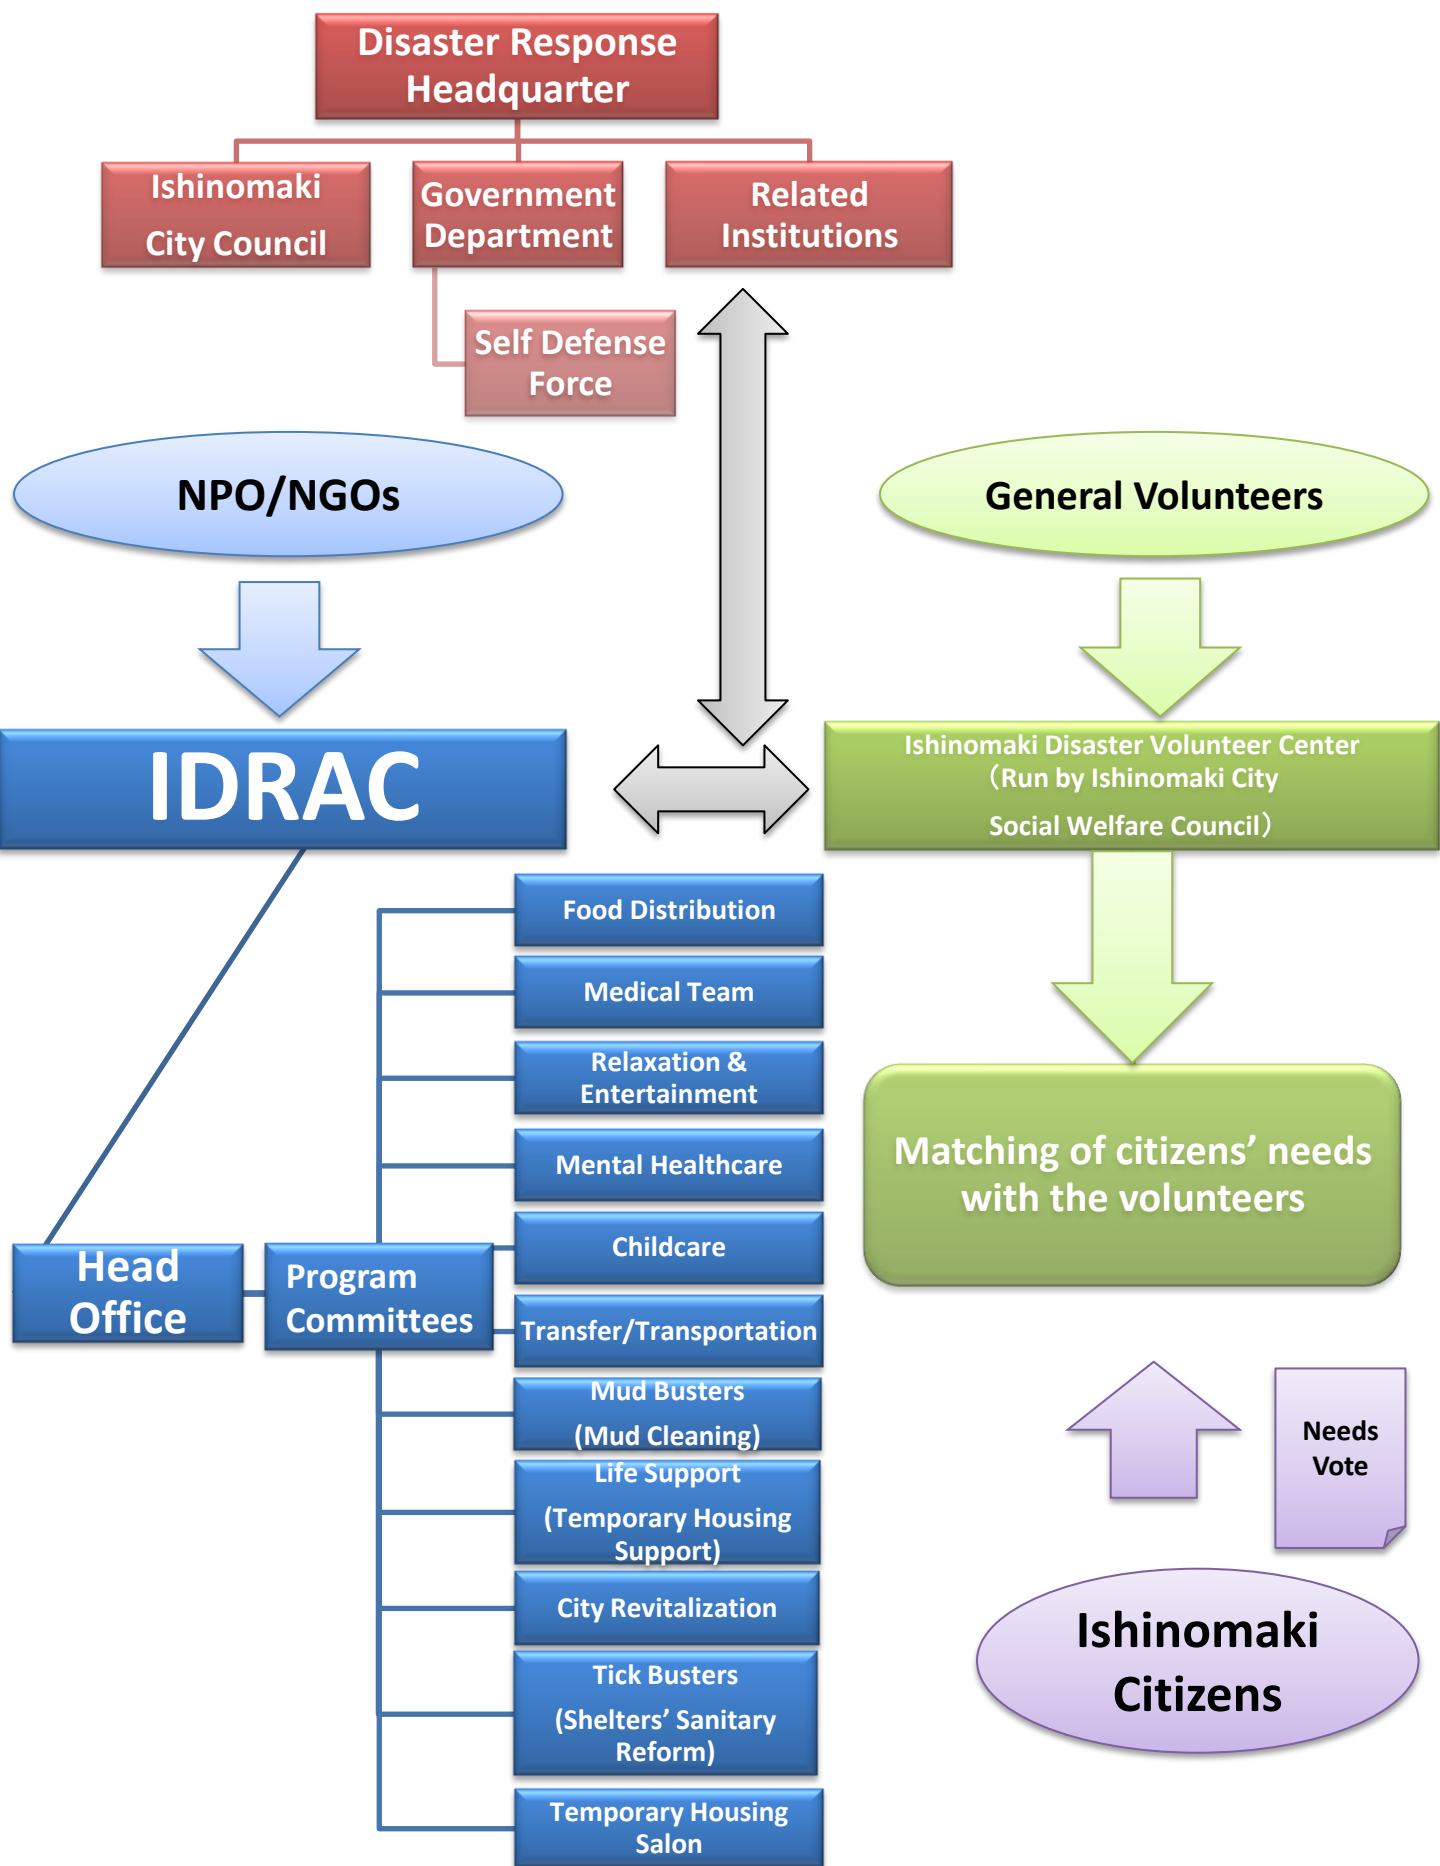 Disaster Response
Headquarter
Ishinomaki
City Council
Government
Department
Related
Institutions
Self Defense
Force
NPO/NGOs
General Volunteers
IDRAC
Ishinomaki Disaster Volunteer Center
（Run by Ishinomaki City
Social Welfare Council）
Food Distribution
Medical Team
Relaxation &
Entertainment
Mental Healthcare
Childcare
Transfer/Transportation
Mud Busters
(Mud Cleaning)
Life Support
(Temporary Housing
Support)
City Revitalization
Tick Busters
(Shelters’ Sanitary
Reform)
Temporary Housing
Salon
Head
Office
Program
Committees
Matching of citizens’ needs
with the volunteers
Needs
Vote
Ishinomaki
Citizens